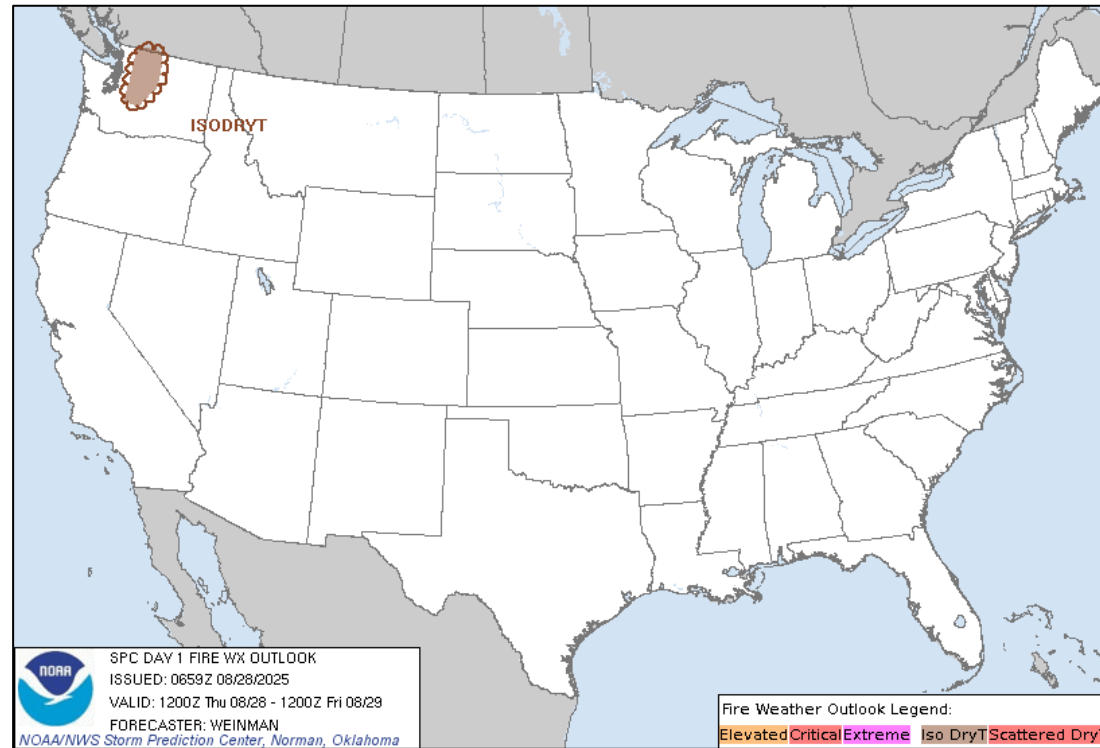 ISODRYT
NOAA
SPC DAY 1 FIRE WX OUTLOOK
ISSUED: 0659Z 08/28/2025
VALID: 1200Z Thu 08/28 - 1200Z Fri 08/29
FORECASTER: WEINMAN
NOAA/NWS Storm Prediction Center, Norman, Oklahoma
Fire Weather Outlook Legend:
Elevated Critical Extreme Iso DryT Scattered Dry